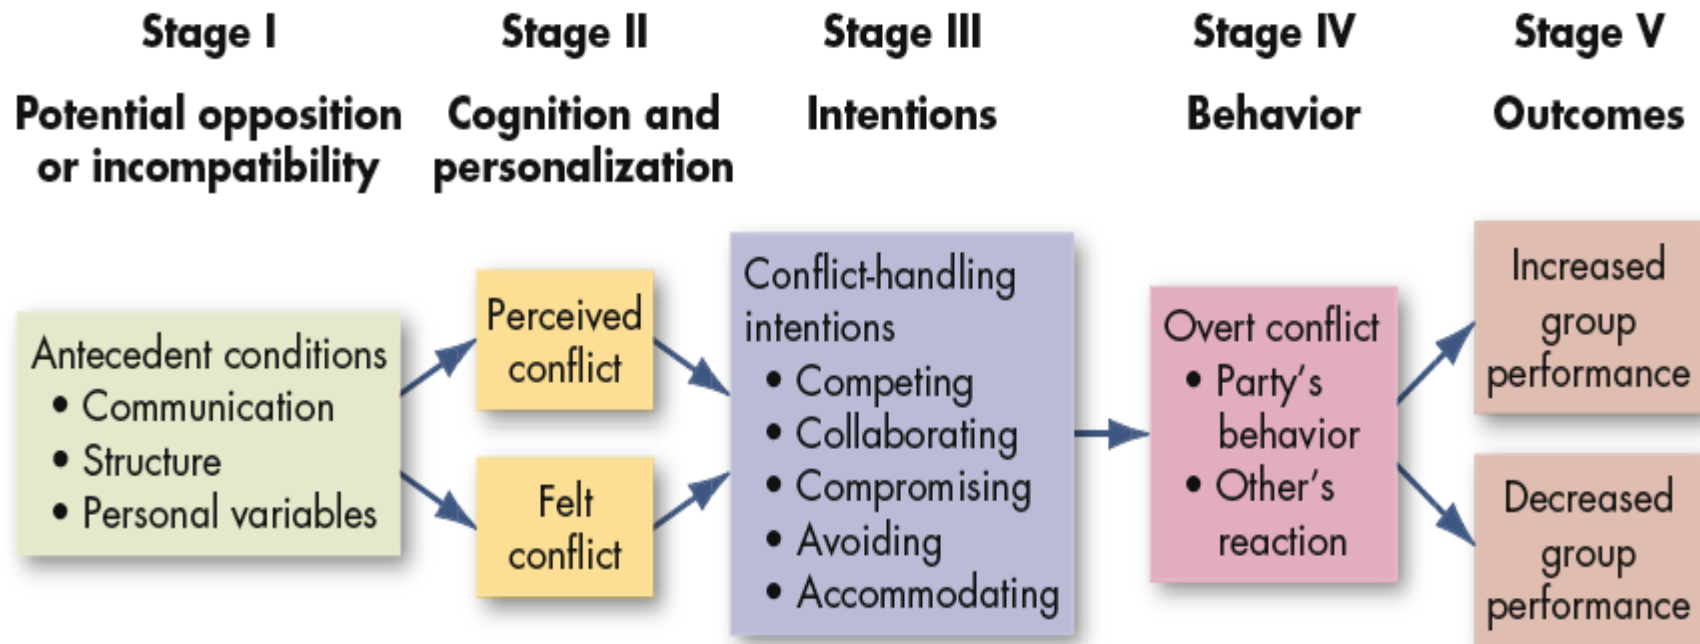 Stage I
Potential opposition
or incompatibility
Stage II
Cognition and
personalization
Stage III
Intentions
Stage IV
Behavior
Stage V
Outcomes
Antecedent conditions
• Communication
• Structure
• Personal variables
Perceived
conflict
Felt
conflict
Conflict-handling
intentions
• Competing
• Collaborating
• Compromising
• Avoiding
• Accommodating
Overt conflict
• Party's
behavior
• Other's
reaction
Increased
group
performance
Decreased
group
performance